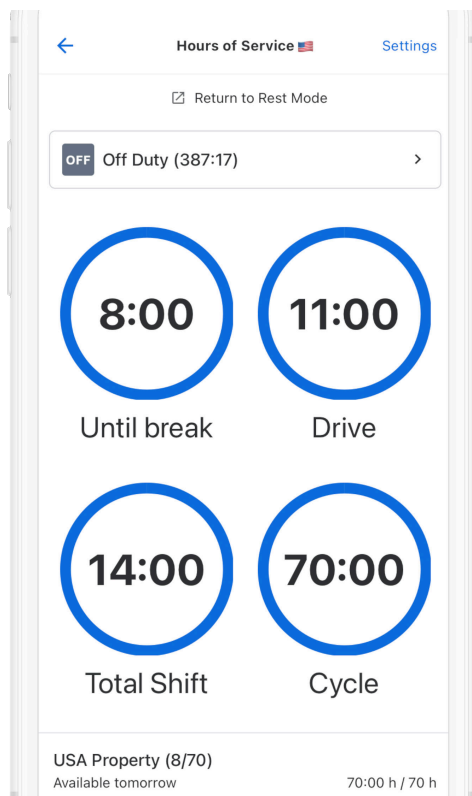 Hours of Service 🇺🇸
Settings
Return to Rest Mode
OFF Off Duty (387:17)
8:00
Until break
11:00
Drive
14:00
Total Shift
70:00
Cycle
USA Property (8/70)
Available tomorrow
70:00 h / 70 h